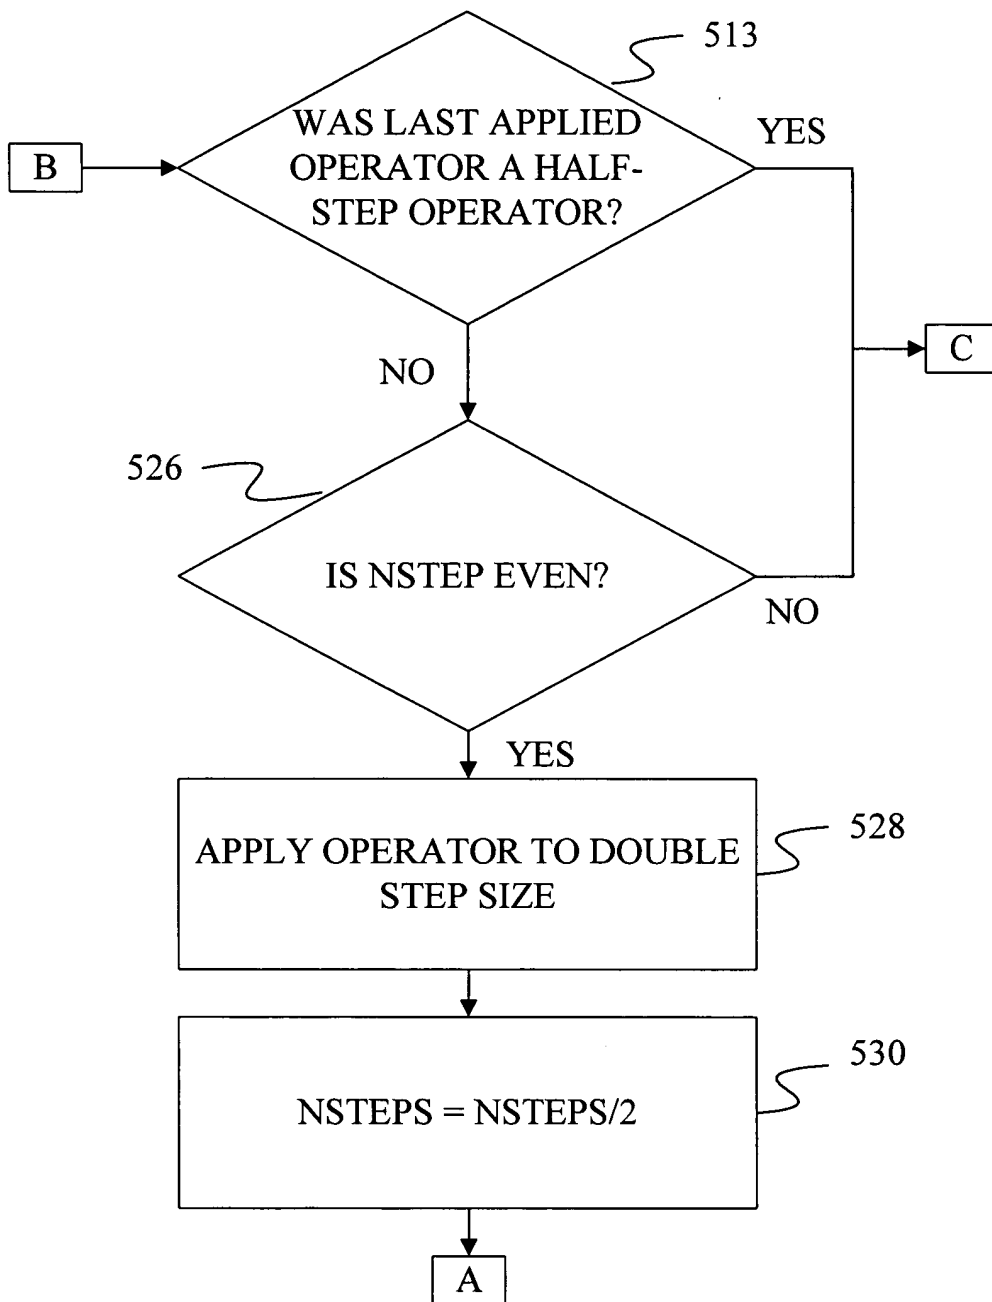 513
WAS LAST APPLIED
OPERATOR A HALF-
STEP OPERATOR?
YES
B
C
NO
526
IS NSTEP EVEN?
NO
YES
528
APPLY OPERATOR TO DOUBLE
STEP SIZE
530
NSTEPS = NSTEPS/2
A